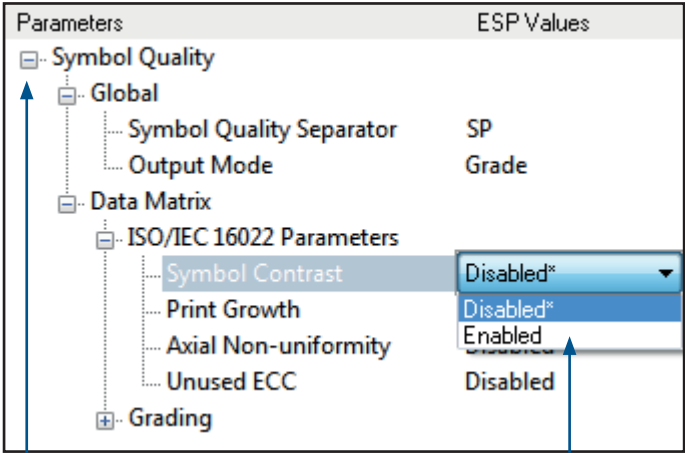 Parameters ESP Values
Symbol Quality
Global
Symbol Quality Separator SP
Output Mode Grade
Data Matrix
ISO/IEC 16022 Parameters
Symbol Contrast Disabled*
Print Growth Disabled*
Enabled
Axial Non-uniformity Disabled
Unused ECC Disabled
Grading